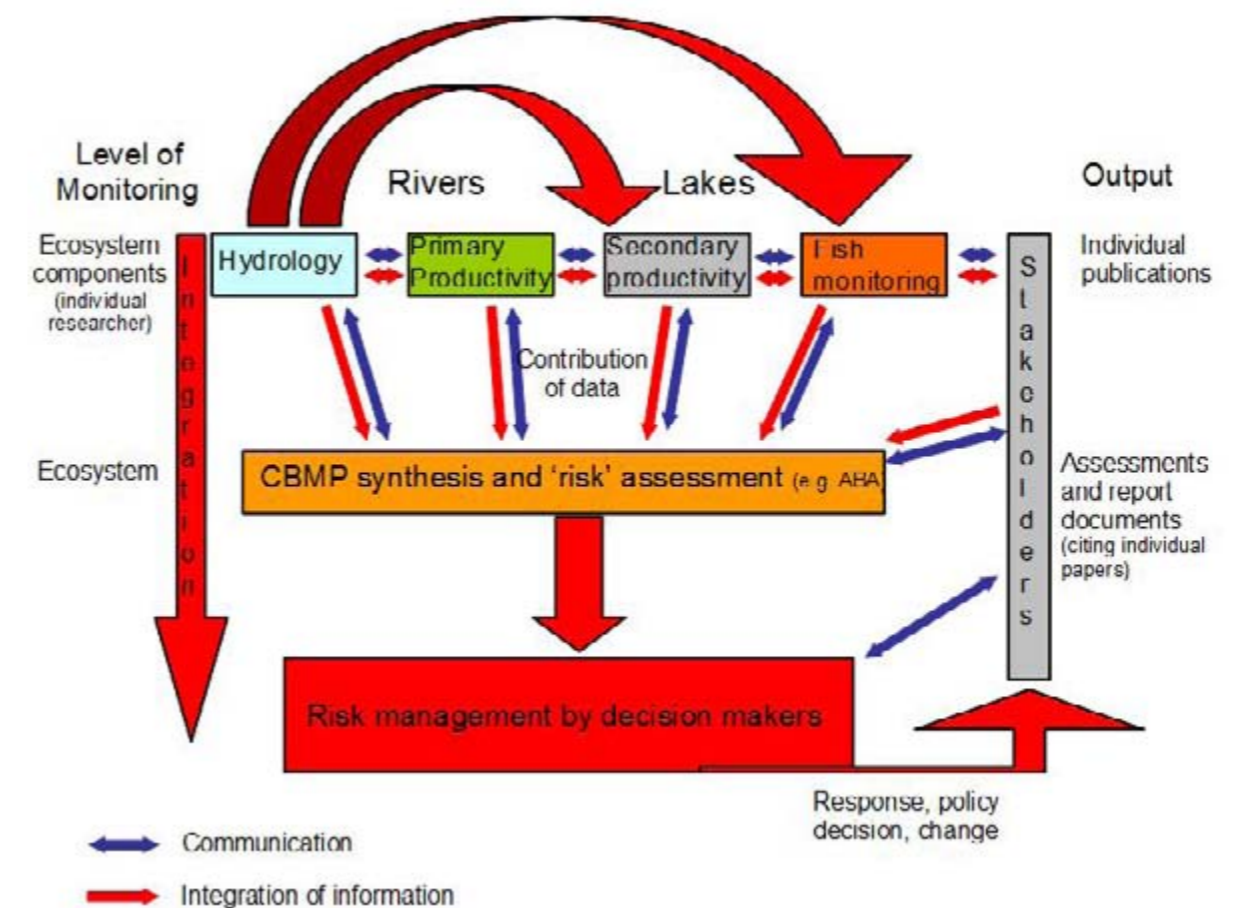 Level of
Monitoring
Rivers
Lakes
Output
Ecosystem
components
(individual
researcher)
Integration
Hydrology
Primary
Productivity
Secondary
productivity
Fish
monitoring
Stakeholders
Individual
publications
Contribution
of data
Ecosystem
CBMP synthesis and ‘risk’ assessment (e.g. AHA)
Assessments
and report
documents
(citing individual
papers)
Risk management by decision makers
Response, policy
decision, change
Communication
Integration of information